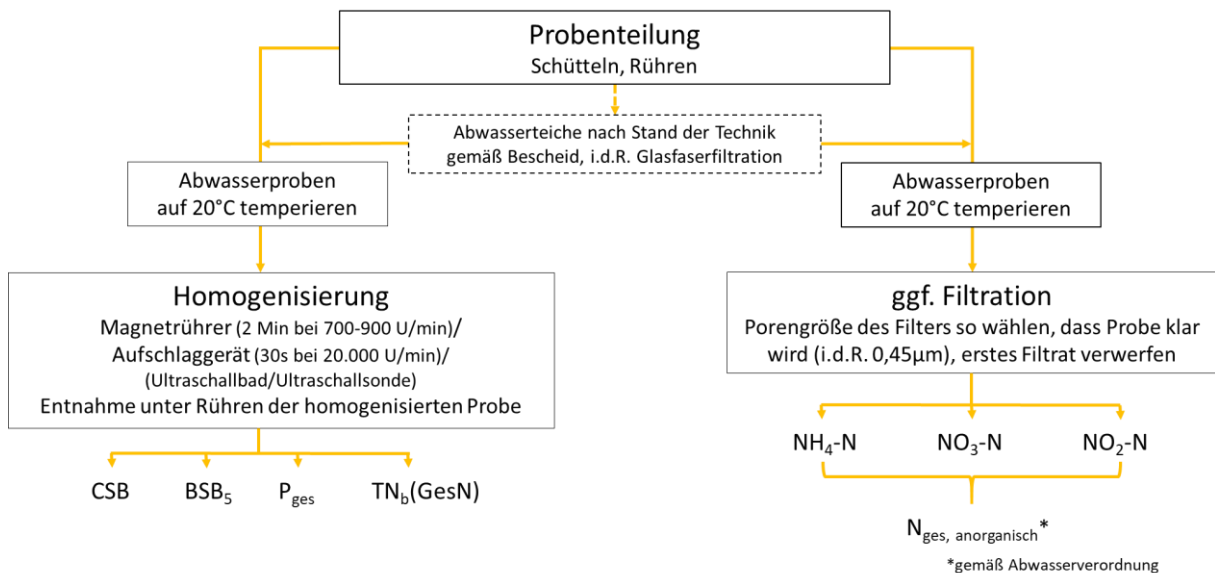 Probenteilung
Schütteln, Rühren
Abwasserteiche nach Stand der Technik
gemäß Bescheid, i.d.R. Glasfaserfiltration
Abwasserproben
auf 20°C temperieren
Abwasserproben
auf 20°C temperieren
Homogenisierung
Magnetrührer (2 Min bei 700-900 U/min)/
Aufschlaggerät (30s bei 20.000 U/min)/
(Ultraschallbad/Ultraschallsonde)
Entnahme unter Rühren der homogenisierten Probe
ggf. Filtration
Porengröße des Filters so wählen, dass Probe klar
wird (i.d.R. 0,45µm), erstes Filtrat verwerfen
CSB BSB₅ P_ges TN_b(GesN)
NH₄-N NO₃-N NO₂-N
N_ges, anorganisch*
*gemäß Abwasserverordnung